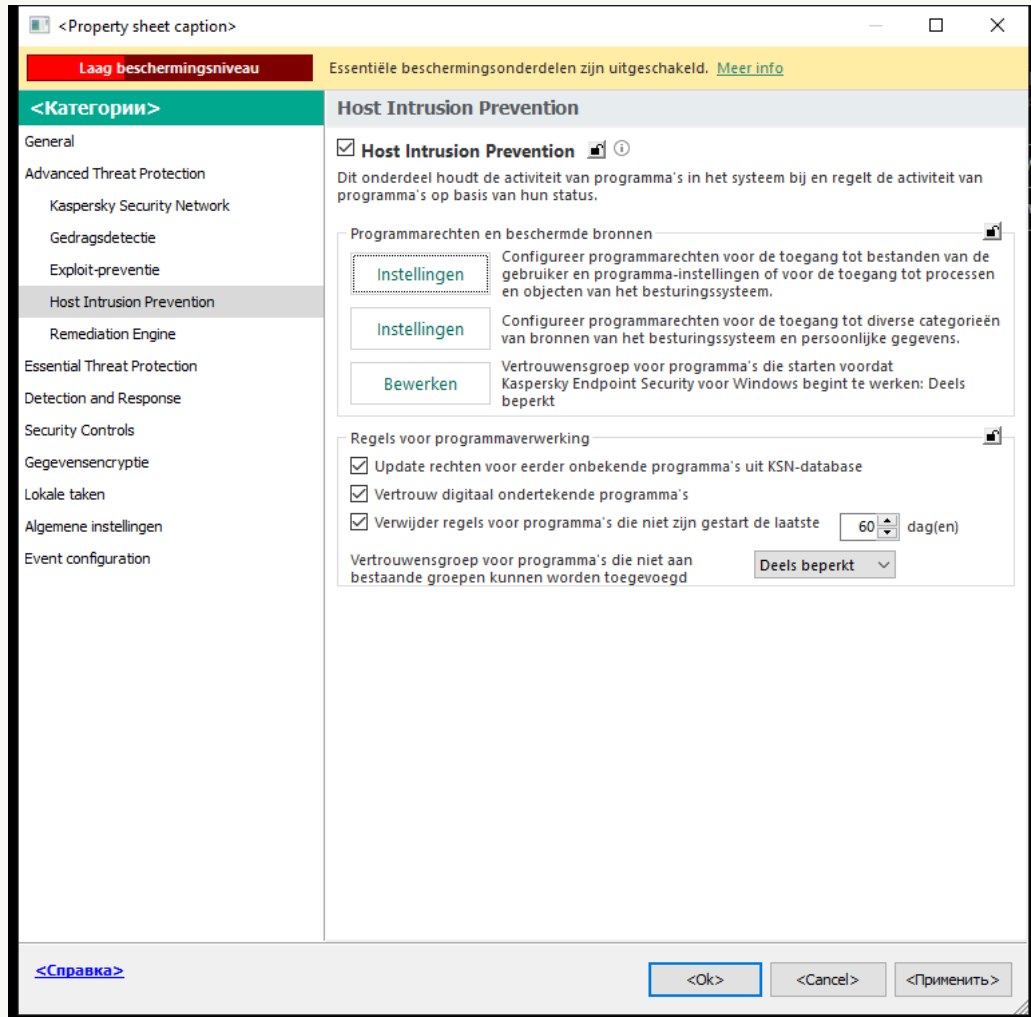 <Property sheet caption>
Laag beschermingsniveau
Essentiële beschermingsonderdelen zijn uitgeschakeld. Meer info
<Категории>
General
Advanced Threat Protection
Kaspersky Security Network
Gedragsdetectie
Exploit-preventie
Host Intrusion Prevention
Remediation Engine
Essential Threat Protection
Detection and Response
Security Controls
Gegevensencryptie
Lokale taken
Algemene instellingen
Event configuration
Host Intrusion Prevention
Host Intrusion Prevention
Dit onderdeel houdt de activiteit van programma's in het systeem bij en regelt de activiteit van
programma's op basis van hun status.
Programmarechten en beschermde bronnen
Instellingen
Configureer programmarechten voor de toegang tot bestanden van de
gebruiker en programma-instellingen of voor de toegang tot processen
en objecten van het besturingssysteem.
Instellingen
Configureer programmarechten voor de toegang tot diverse categorieën
van bronnen van het besturingssysteem en persoonlijke gegevens.
Bewerken
Vertrouwensgroep voor programma's die starten voordat
Kaspersky Endpoint Security voor Windows begint te werken: Deels
beperkt
Regels voor programmaverwerking
Update rechten voor eerder onbekende programma's uit KSN-database
Vertrouw digitaal ondertekende programma's
Verwijder regels voor programma's die niet zijn gestart de laatste 60 dag(en)
Vertrouwensgroep voor programma's die niet aan
bestaande groepen kunnen worden toegevoegd
Deels beperkt
<Справка>
<Ok>
<Cancel>
<Применить>